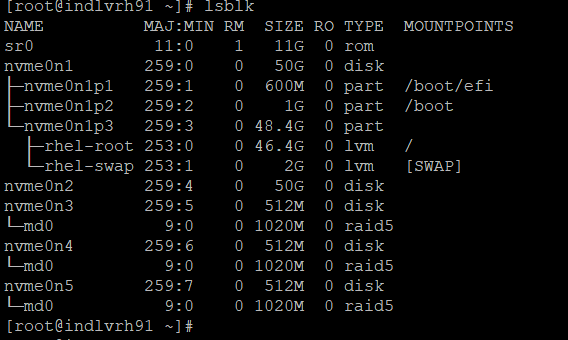 [root@indlvrh91 ~]# lsblk
NAME          MAJ:MIN RM  SIZE RO TYPE  MOUNTPOINTS
sr0            11:0    1   11G  0 rom
nvme0n1       259:0    0   50G  0 disk
├─nvme0n1p1   259:1    0  600M  0 part  /boot/efi
├─nvme0n1p2   259:2    0    1G  0 part  /boot
└─nvme0n1p3   259:3    0 48.4G  0 part
  ├─rhel-root 253:0    0 46.4G  0 lvm   /
  └─rhel-swap 253:1    0    2G  0 lvm   [SWAP]
nvme0n2       259:4    0   50G  0 disk
nvme0n3       259:5    0  512M  0 disk
└─md0           9:0    0 1020M  0 raid5
nvme0n4       259:6    0  512M  0 disk
└─md0           9:0    0 1020M  0 raid5
nvme0n5       259:7    0  512M  0 disk
└─md0           9:0    0 1020M  0 raid5
[root@indlvrh91 ~]#